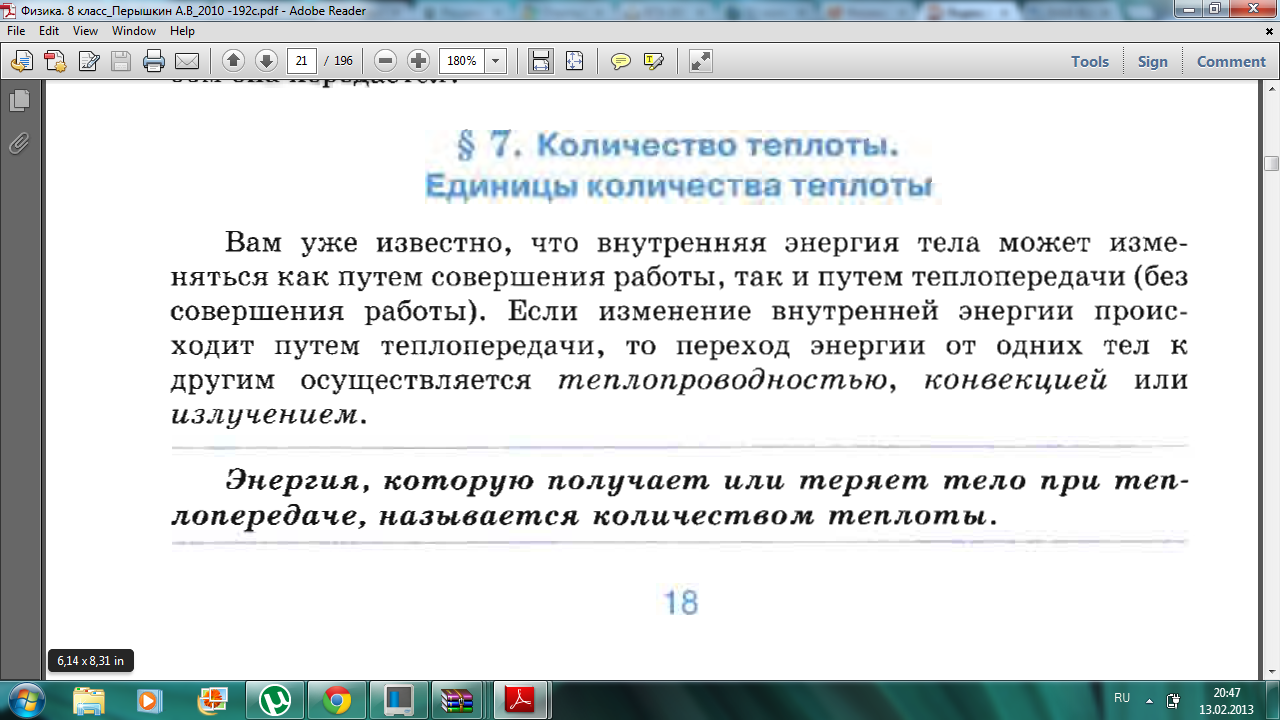 Физика. 8 класс_Перышкин А.В_2010 -192с.pdf - Adobe Reader
File Edit View Window Help
21 / 196 180% Tools Sign Comment
§ 7. Количество теплоты.
Единицы количества теплоты
Вам уже известно, что внутренняя энергия тела может изме-
няться как путем совершения работы, так и путем теплопередачи (без
совершения работы). Если изменение внутренней энергии проис-
ходит путем теплопередачи, то переход энергии от одних тел к
другим осуществляется теплопроводностью, конвекцией или
излучением.
Энергия, которую получает или теряет тело при теп-
лопередаче, называется количеством теплоты.
18
6,14 x 8,31 in
RU
20:47
13.02.2013